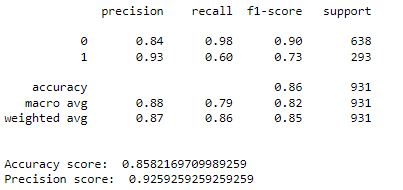 precision recall f1-score support
0 0.84 0.98 0.90 638
1 0.93 0.60 0.73 293
accuracy 0.86 931
macro avg 0.88 0.79 0.82 931
weighted avg 0.87 0.86 0.85 931
Accuracy score: 0.8582169709989259
Precision score: 0.9259259259259259